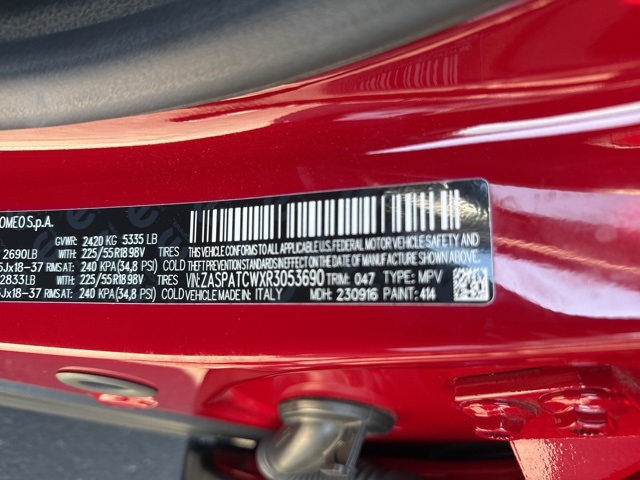 OMEO S.p.A.
GVWR: 2420 KG 5335 LB
2690LB WITH: 225/55R18 98V TIRES
5Jx18-37 RIMS AT: 240 KPA (34,8 PSI) COLD
2833LB WITH: 225/55R18 98V TIRES
5Jx18-37 RIMS AT: 240 KPA (34,8 PSI) COLD
THIS VEHICLE CONFORMS TO ALL APPLICABLE U.S.
FEDERAL MOTOR VEHICLE SAFETY, BUMPER
AND THEFT PREVENTION STANDARDS IN EFFECT
ON THE DATE OF MANUFACTURE SHOWN ABOVE.
VIN: ZASPATCWXR3053690 TRIM: 047 TYPE: MPV
VEHICLE MADE IN: ITALY MDH: 230916 PAINT: 414